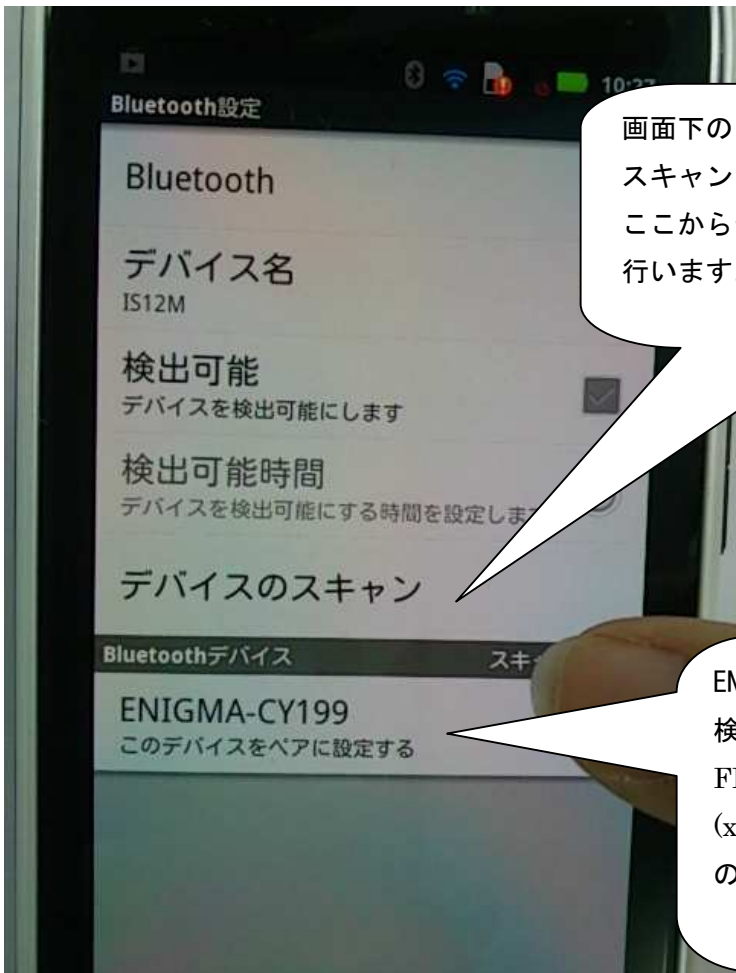 10:27
Bluetooth設定
Bluetooth
デバイス名
IS12M
検出可能
デバイスを検出可能にします
検出可能時間
デバイスを検出可能にする時間を設定しま
デバイスのスキャン
Bluetoothデバイス
スキ
ENIGMA-CY199
このデバイスをペアに設定する
画面下の
スキャン
ここから
行います
EM
検
(x
の